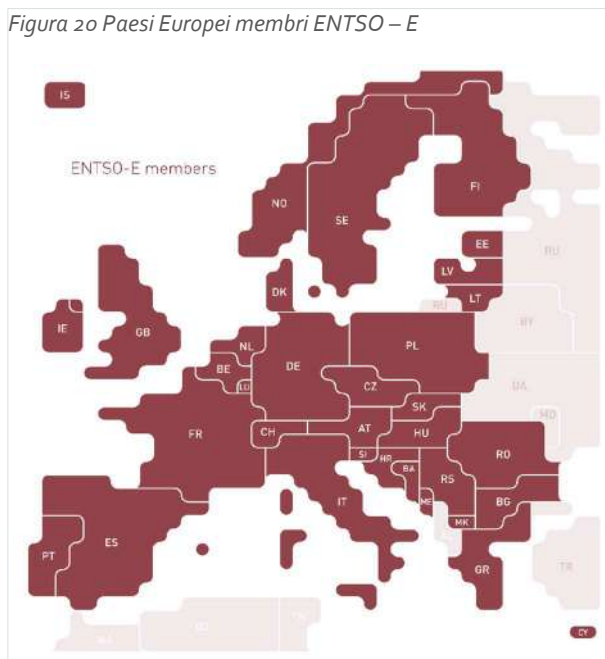 Figura 20 Paesi Europei membri ENTSO – E
IS
ENTSO-E members
NO
SE
FI
RU
EE
LV
LT
RU
BY
DK
IE
GB
NL
BE
LU
DE
PL
UA
CZ
SK
MD
FR
CH
AT
HU
RO
SI
HR
BA
RS
IT
ME
BG
MK
PT
ES
GR
TR
CY